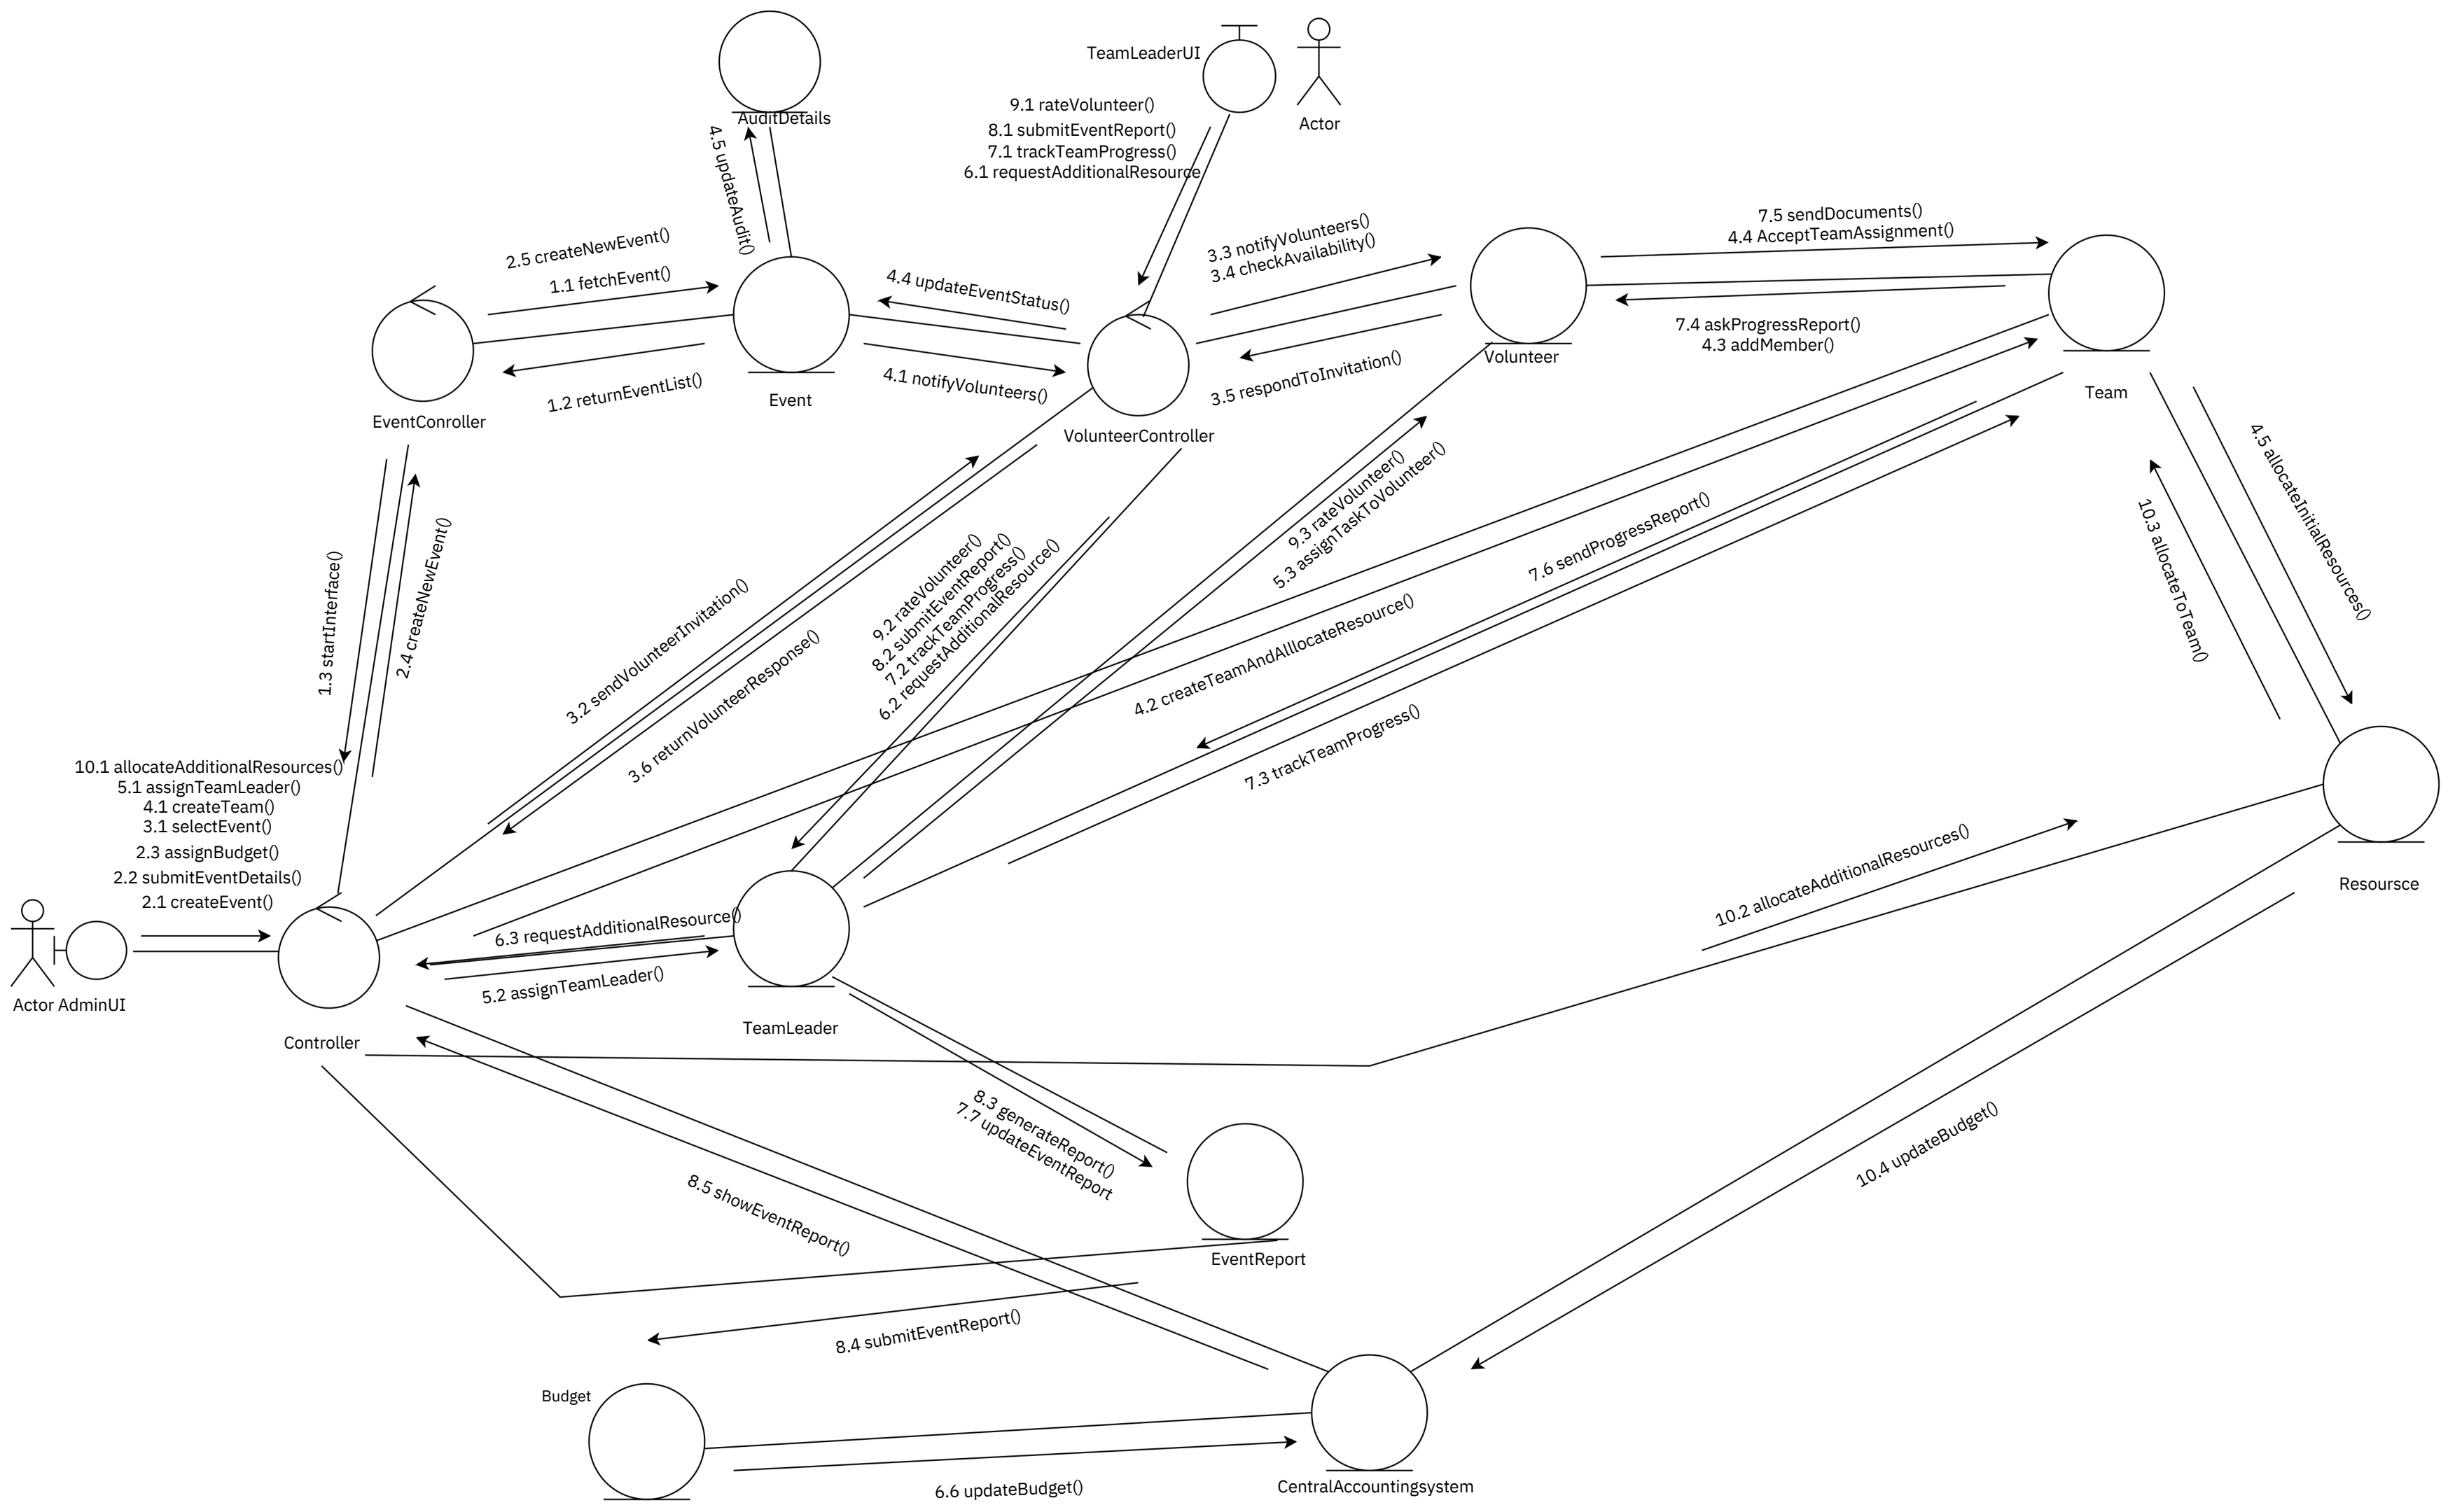 AuditDetails
4.5 updateAudit()
TeamLeaderUI
Actor
9.1 rateVolunteer()
8.1 submitEventReport()
7.1 trackTeamProgress()
6.1 requestAdditionalResource
2.5 createNewEvent()
1.1 fetchEvent()
1.2 returnEventList()
EventConroller
Event
4.4 updateEventStatus()
4.1 notifyVolunteers()
VolunteerController
3.3 notifyVolunteers()
3.4 checkAvailability()
3.5 respondToInvitation()
Volunteer
7.5 sendDocuments()
4.4 AcceptTeamAssignment()
7.4 askProgressReport()
4.3 addMember()
Team
4.5 allocateInitialResources()
10.3 allocateToTeam()
1.3 startInterface()
2.4 createNewEvent()
3.2 sendVolunteerInvitation()
3.6 returnVolunteerResponse()
9.2 rateVolunteer()
8.2 submitEventReport()
7.2 trackTeamProgress()
6.2 requestAdditionalResource()
9.3 rateVolunteer()
5.3 assignTaskToVolunteer()
7.6 sendProgressReport()
4.2 createTeamAndAlllocateResource()
7.3 trackTeamProgress()
10.1 allocateAdditionalResources()
5.1 assignTeamLeader()
4.1 createTeam()
3.1 selectEvent()
2.3 assignBudget()
2.2 submitEventDetails()
2.1 createEvent()
Actor AdminUI
Controller
6.3 requestAdditionalResource()
5.2 assignTeamLeader()
TeamLeader
10.2 allocateAdditionalResources()
Resoursce
8.3 generateReport()
7.7 updateEventReport
8.5 showEventReport()
EventReport
10.4 updateBudget()
8.4 submitEventReport()
Budget
6.6 updateBudget()
CentralAccountingsystem